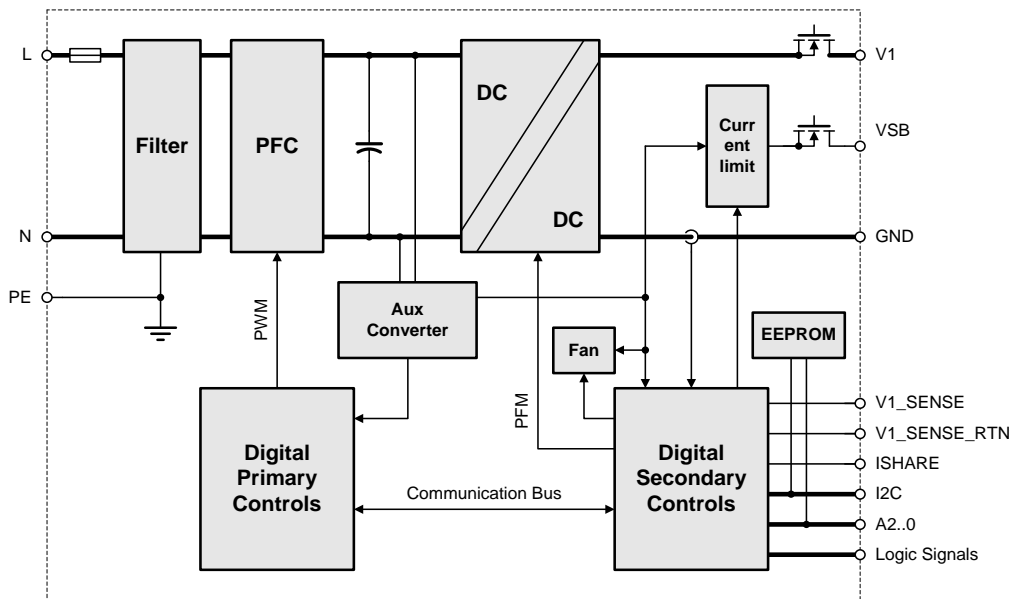 L
V1
DC
Curr
ent
limit
VSB
Filter
PFC
DC
N
GND
PE
Aux
Converter
PWM
EEPROM
Fan
PFM
V1_SENSE
V1_SENSE_RTN
Digital
Primary
Controls
Digital
Secondary
Controls
ISHARE
Communication Bus
I2C
A2..0
Logic Signals